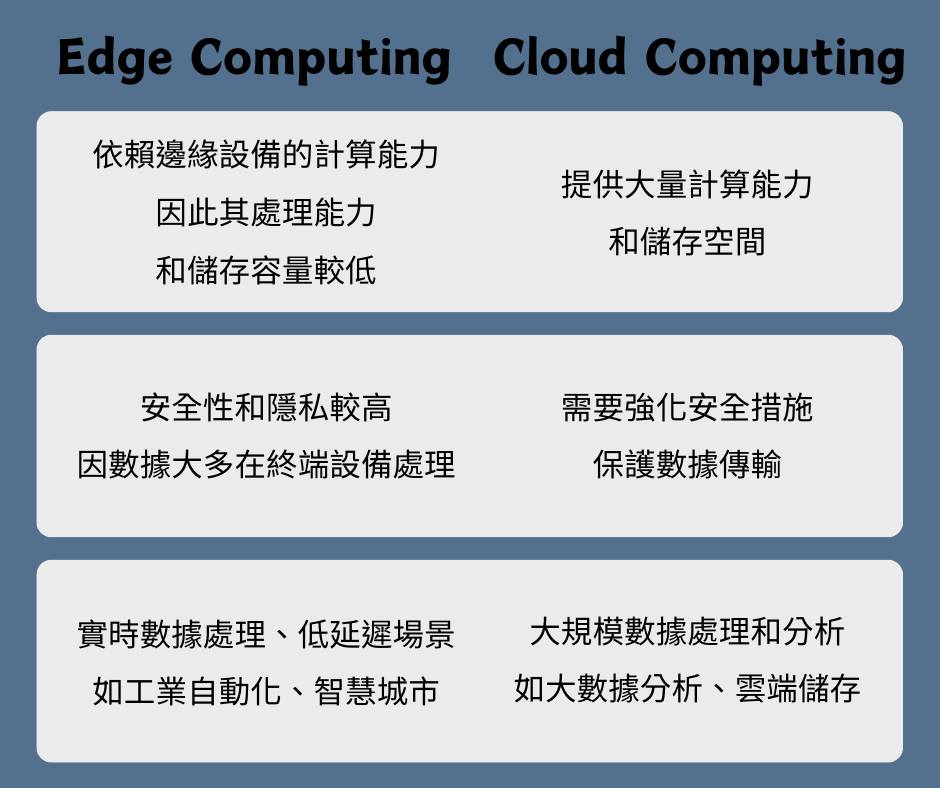 Edge Computing
Cloud Computing
依賴邊緣設備的計算能力
因此其處理能力
和儲存容量較低
提供大量計算能力
和儲存空間
安全性和隱私較高
因數據大多在終端設備處理
需要強化安全措施
保護數據傳輸
實時數據處理、低延遲場景
如工業自動化、智慧城市
大規模數據處理和分析
如大數據分析、雲端儲存